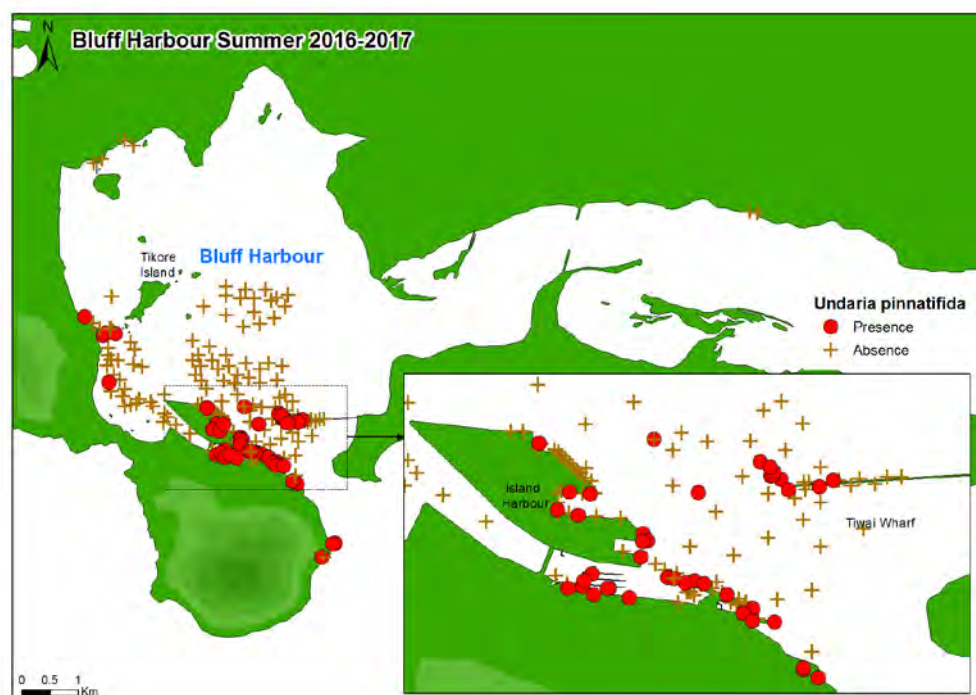 N
Bluff Harbour Summer 2016-2017
Tikore
Island
Bluff Harbour
Undaria pinnatifida
Presence
Absence
Island
Harbour
Tiwai Wharf
0 0.5 1
Km